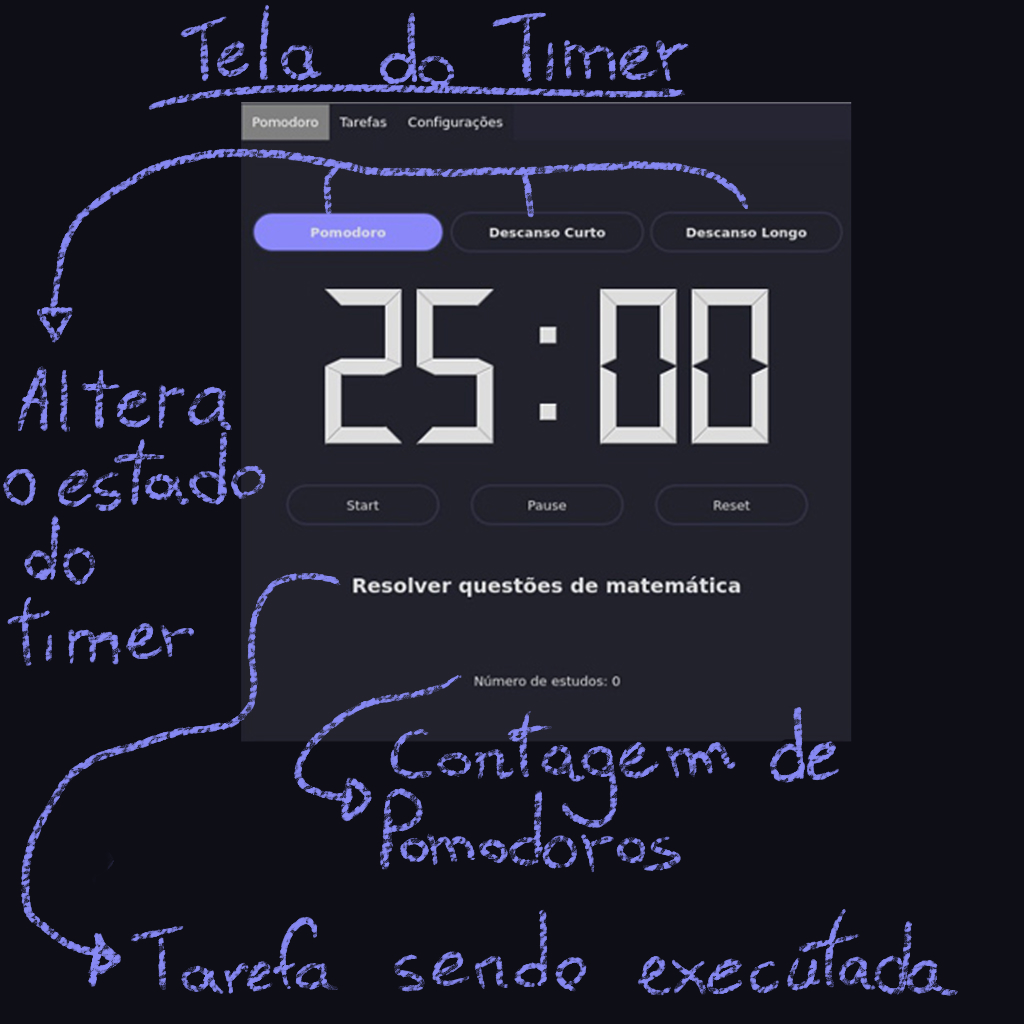 Tela do Timer
Pomodoro Tarefas Configurações
Pomodoro Descanso Curto Descanso Longo
25:00
Altera
o estado
do
timer
Start Pause Reset
Resolver questões de matemática
Número de estudos: 0
Contagem de
Pomodoros
Tarefa sendo executada